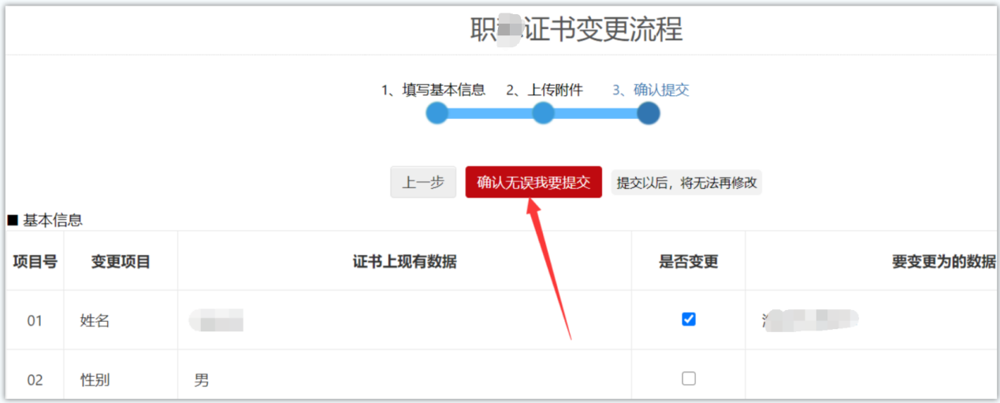 职 证书变更流程
1、填写基本信息 2、上传附件 3、确认提交
上一步 确认无误我要提交 提交以后，将无法再修改
■ 基本信息
项目号 变更项目 证书上现有数据 是否变更 要变更为的数据
01 姓名
02 性别 男